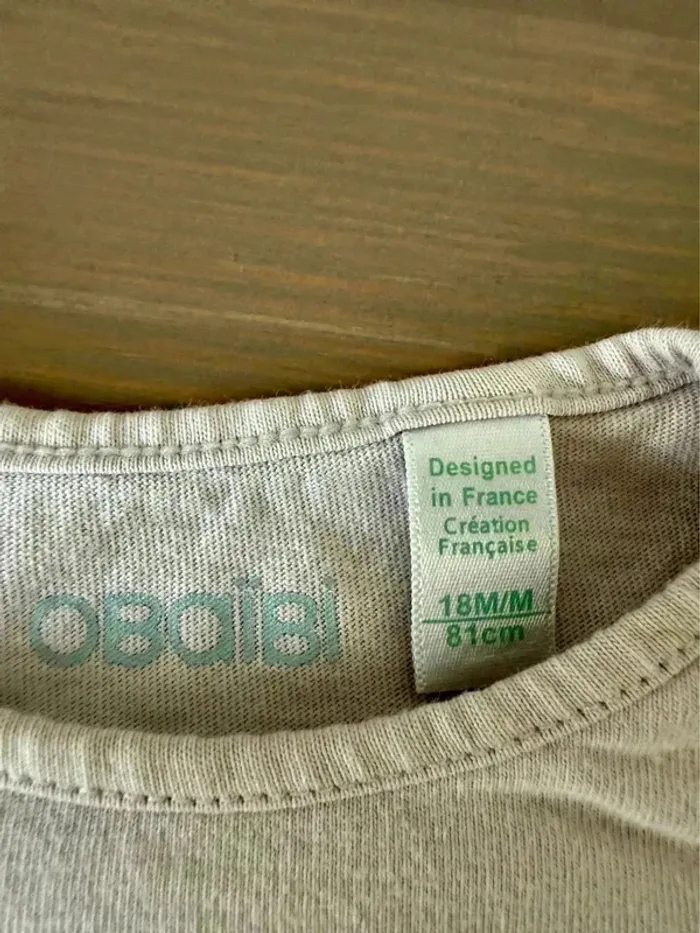 Designed
in France
Création
Française
OBaïBi
18M/M
81cm